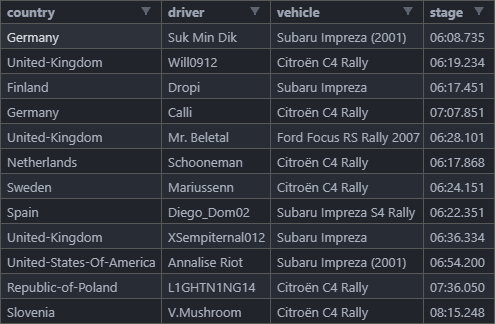 country driver vehicle stage
Germany Suk Min Dik Subaru Impreza (2001) 06:08.735
United-Kingdom Will0912 Citroën C4 Rally 06:19.234
Finland Dropi Subaru Impreza 06:17.451
Germany Calli Citroën C4 Rally 07:07.851
United-Kingdom Mr. Beletal Ford Focus RS Rally 2007 06:28.101
Netherlands Schooneman Citroën C4 Rally 06:17.868
Sweden Mariussenn Citroën C4 Rally 06:24.151
Spain Diego_Dom02 Subaru Impreza S4 Rally 06:22.351
United-Kingdom XSempiternal012 Subaru Impreza 06:36.334
United-States-Of-America Annalise Riot Subaru Impreza (2001) 06:54.200
Republic-of-Poland L1GHTN1NG14 Citroën C4 Rally 07:36.050
Slovenia V.Mushroom Citroën C4 Rally 08:15.248